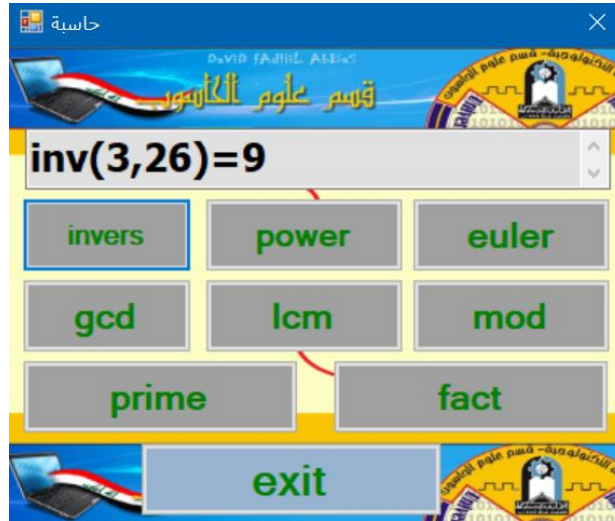 حاسبة
DaVID fADHIL AbBaS
قسم علوم الحاسوب
inv(3,26)=9
invers power euler
gcd lcm mod
prime fact
exit